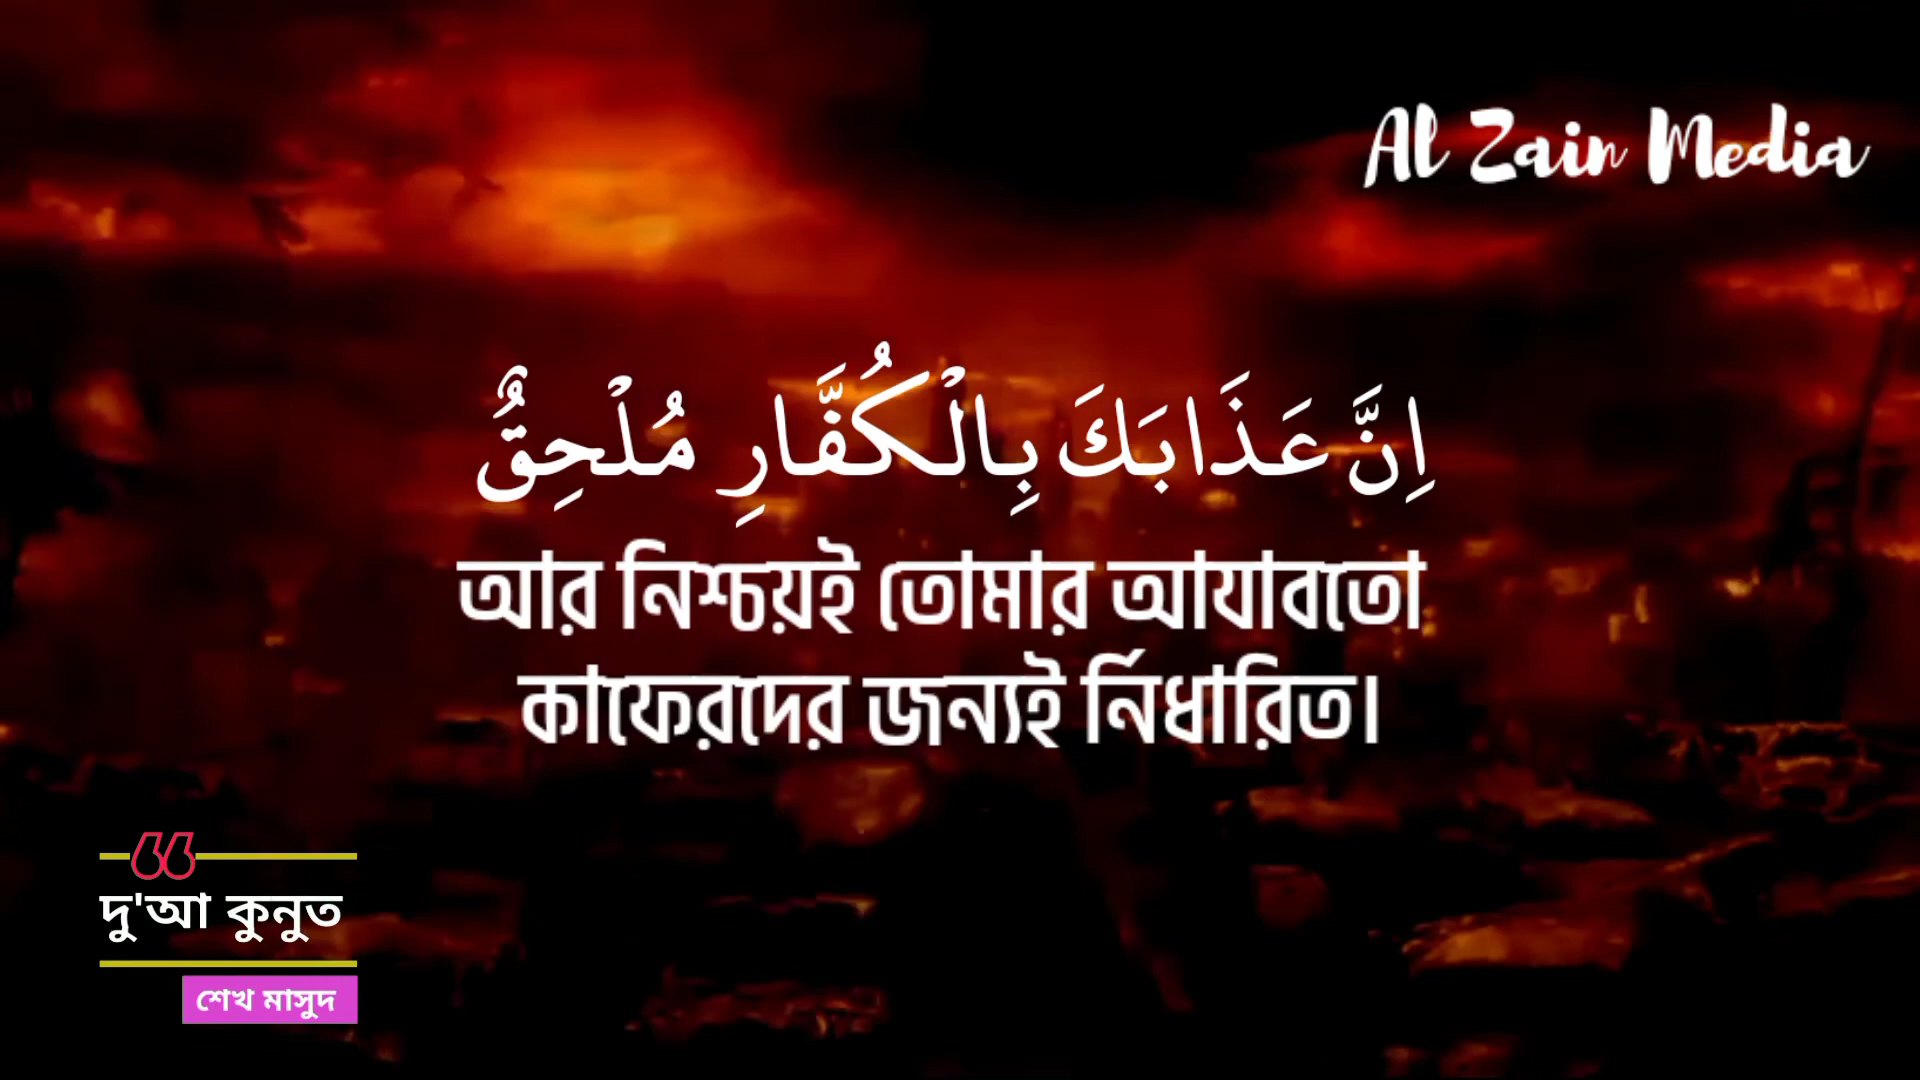 Al Zain Media
اِنَّ عَذَابَكَ بِالْكُفَّارِ مُلْحِقٌ
আর নিশ্চয়ই তোমার আযাবতো
কাফেরদের জন্যই র্নিধারিত।
দু'আ কুনুত
শেখ মাসুদ